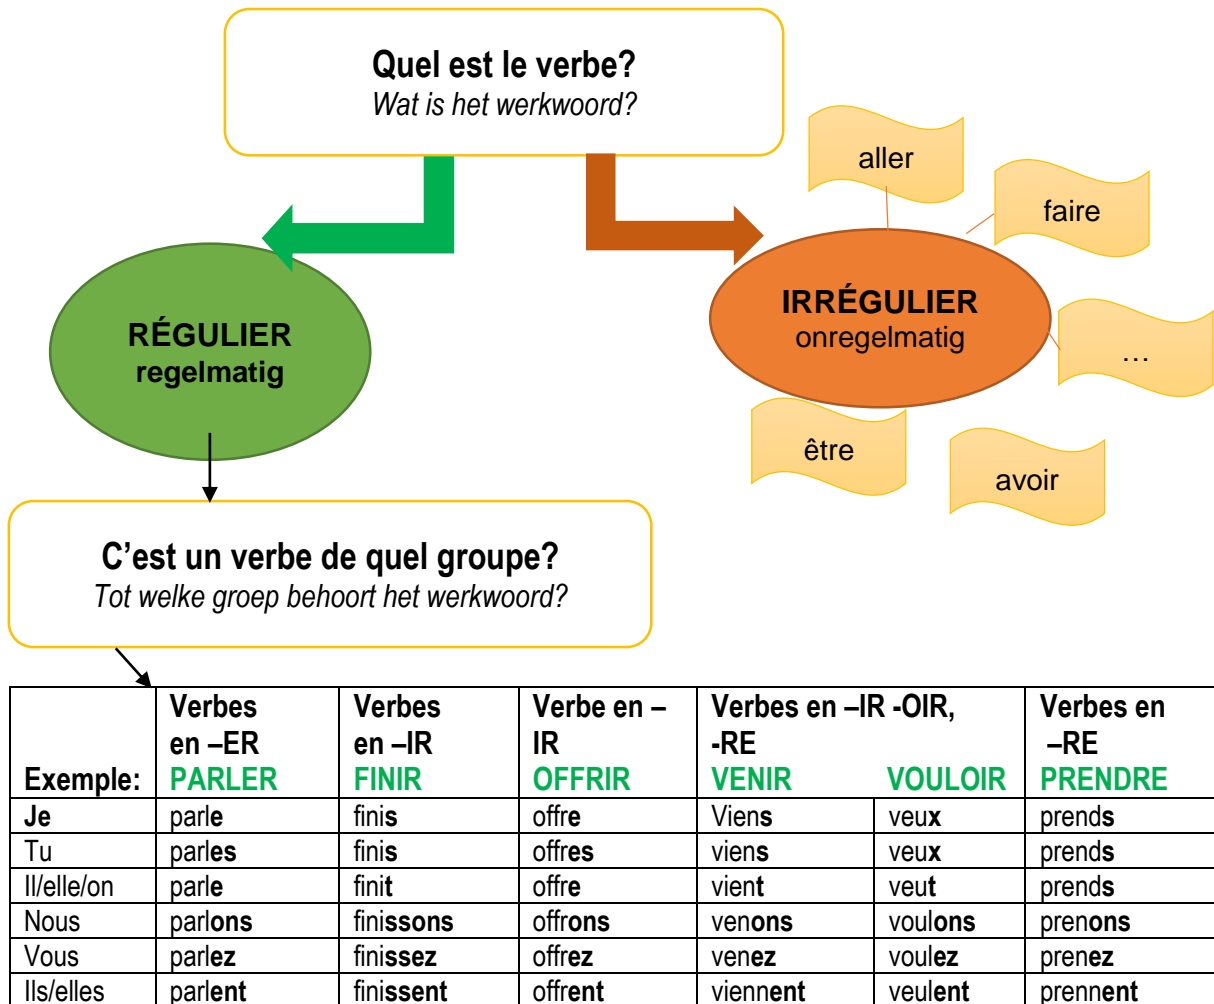 Quel est le verbe?
Wat is het werkwoord?
aller
faire
IRRÉGULIER
onregelmatig
…
être
avoir
RÉGULIER
regelmatig
C’est un verbe de quel groupe?
Tot welke groep behoort het werkwoord?
Verbes Verbes Verbe en – Verbes en –IR -OIR, Verbes en
en –ER en –IR IR -RE –RE
Exemple: PARLER FINIR OFFRIR VENIR VOULOIR PRENDRE
Je parle finis offre Viens veux prends
Tu parles finis offres viens veux prends
Il/elle/on parle finit offre vient veut prends
Nous parlons finissons offrons venons voulons prenons
Vous parlez finissez offrez venez voulez prenez
Ils/elles parlent finissent offrent viennent veulent prennent